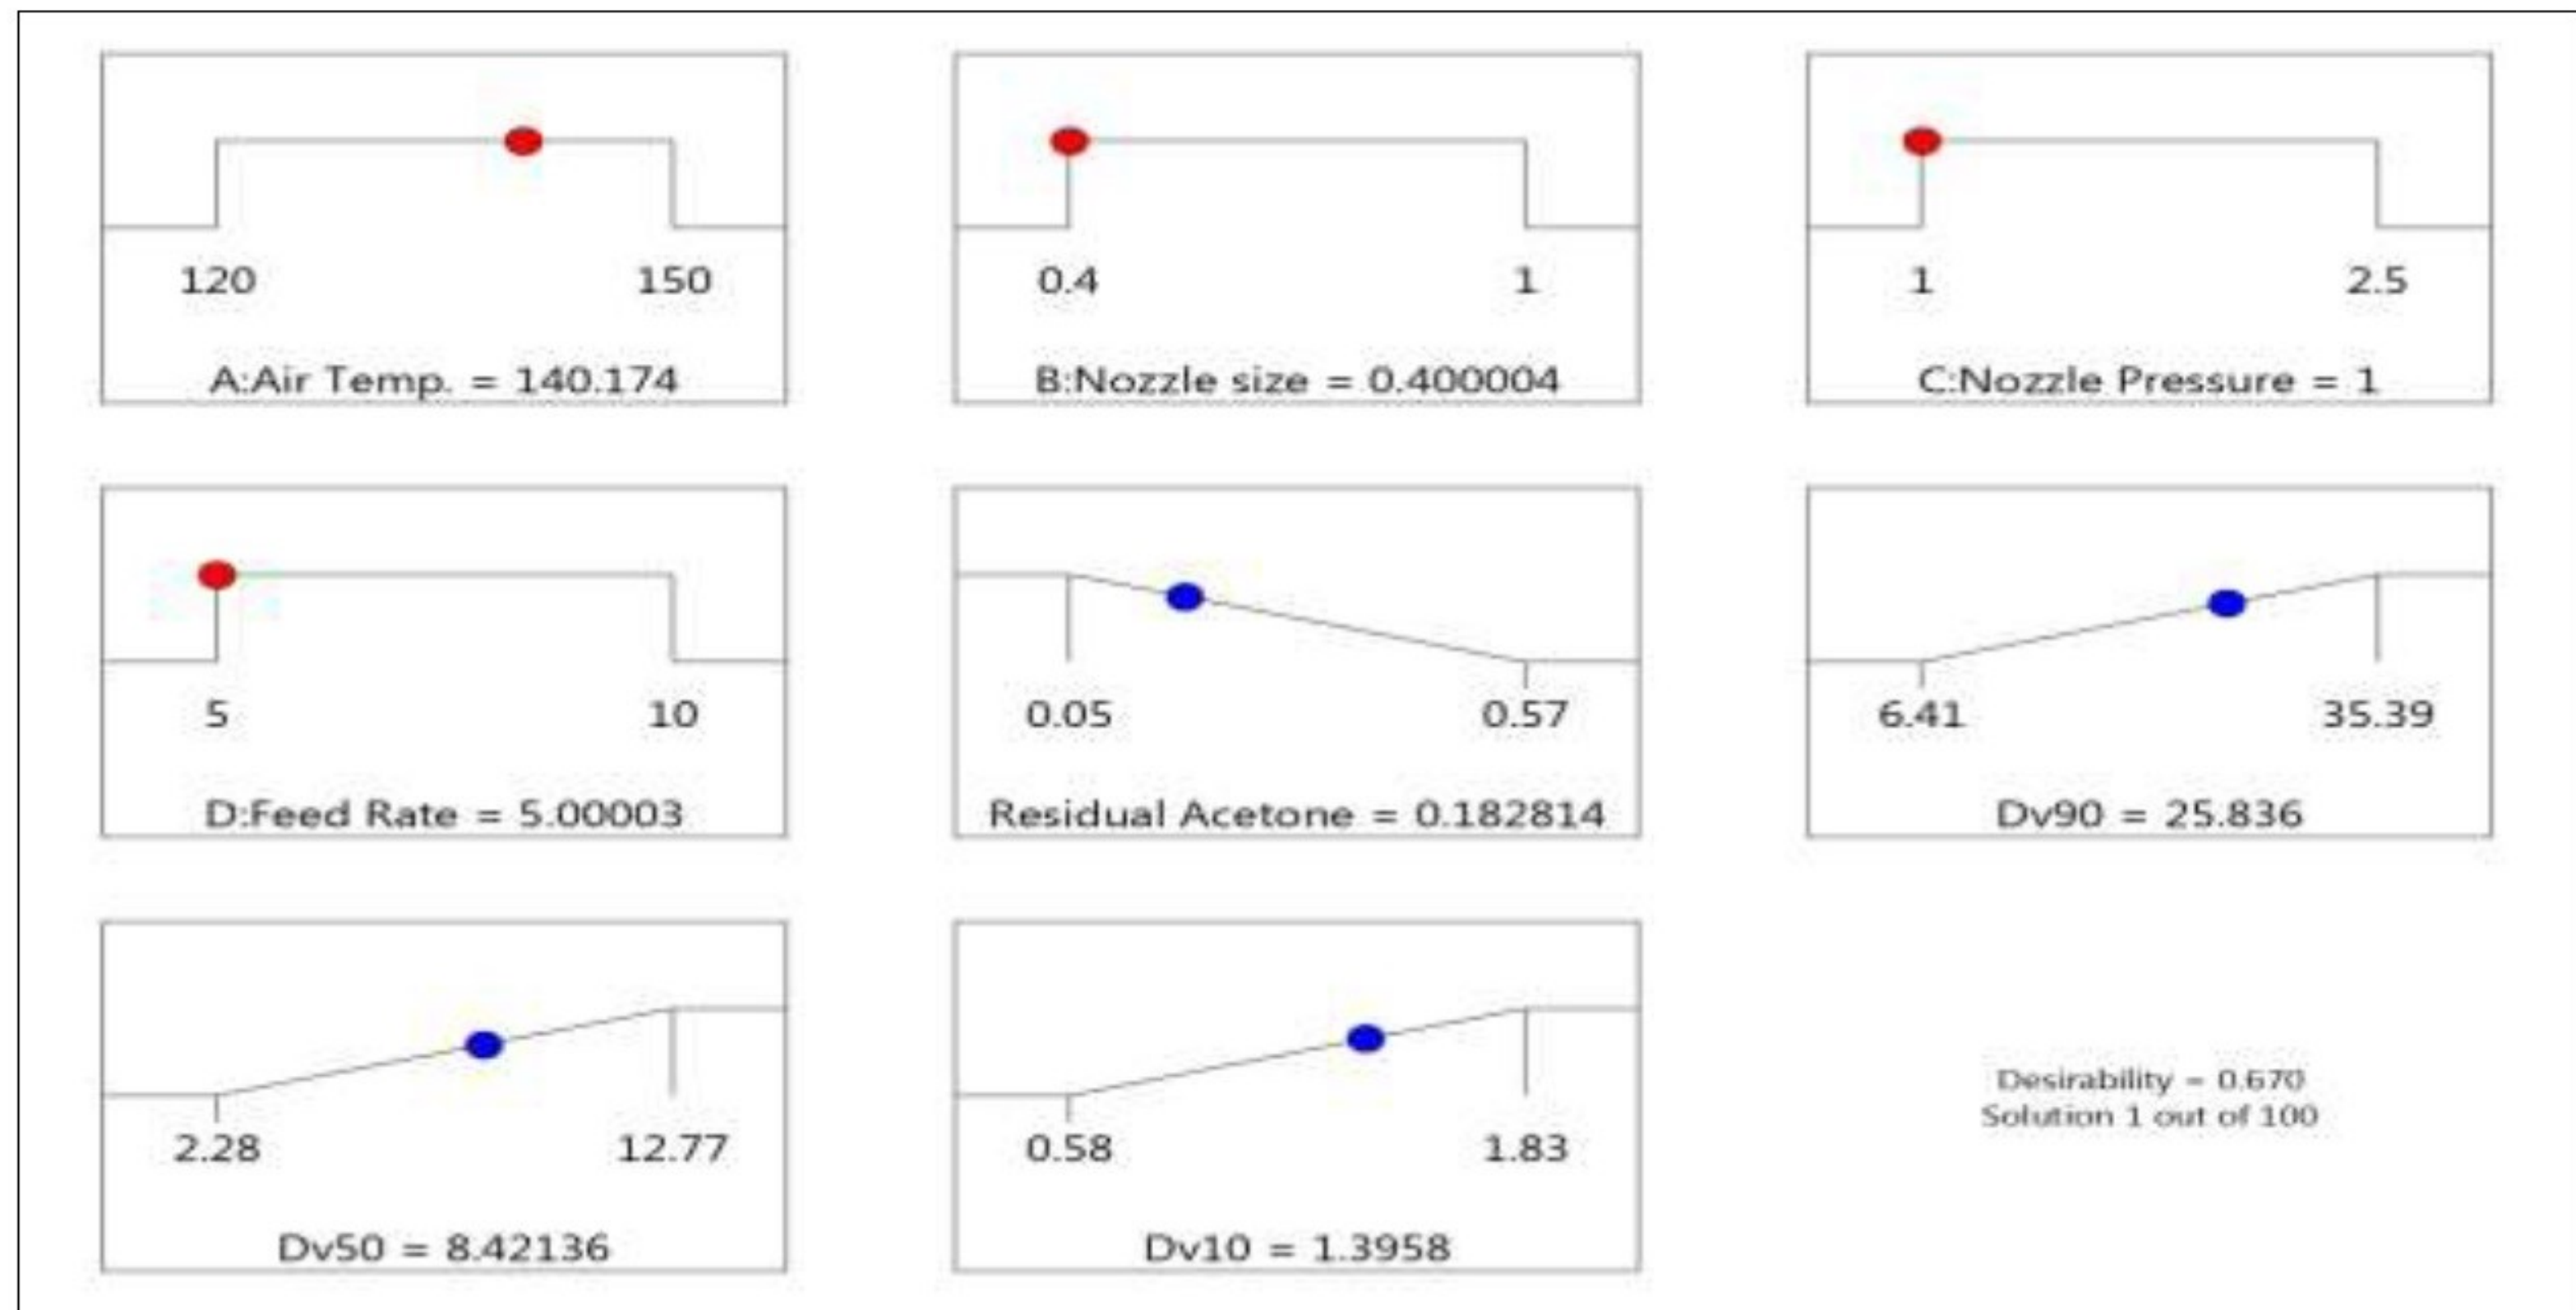 120 150
A:Air Temp. = 140.174
0.4 1
B:Nozzle size = 0.400004
1 2.5
C:Nozzle Pressure = 1
5 10
D:Feed Rate = 5.00003
0.05 0.57
Residual Acetone = 0.182814
6.41 35.39
Dv90 = 25.836
2.28 12.77
Dv50 = 8.42136
0.58 1.83
Dv10 = 1.3958
Desirability = 0.670
Solution 1 out of 100